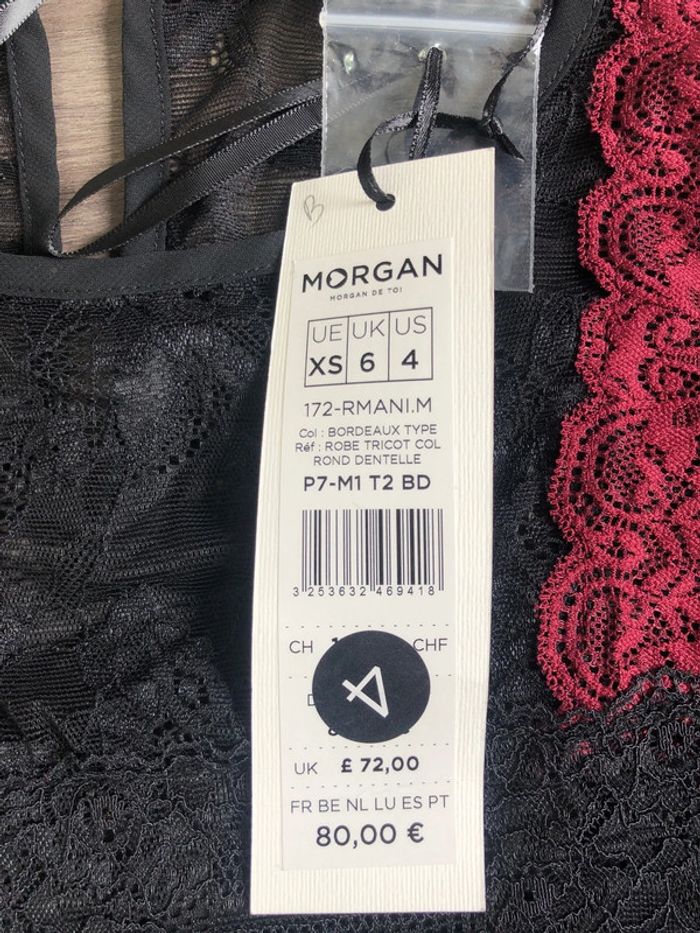 B
MORGAN
MORGAN DE TOI
UE UK US
XS 6 4
172-RMANI.M
Col : BORDEAUX TYPE
Réf : ROBE TRICOT COL
ROND DENTELLE
P7-M1 T2 BD
3 253632 469418
CH CHF
4
UK £ 72,00
FR BE NL LU ES PT
80,00 €